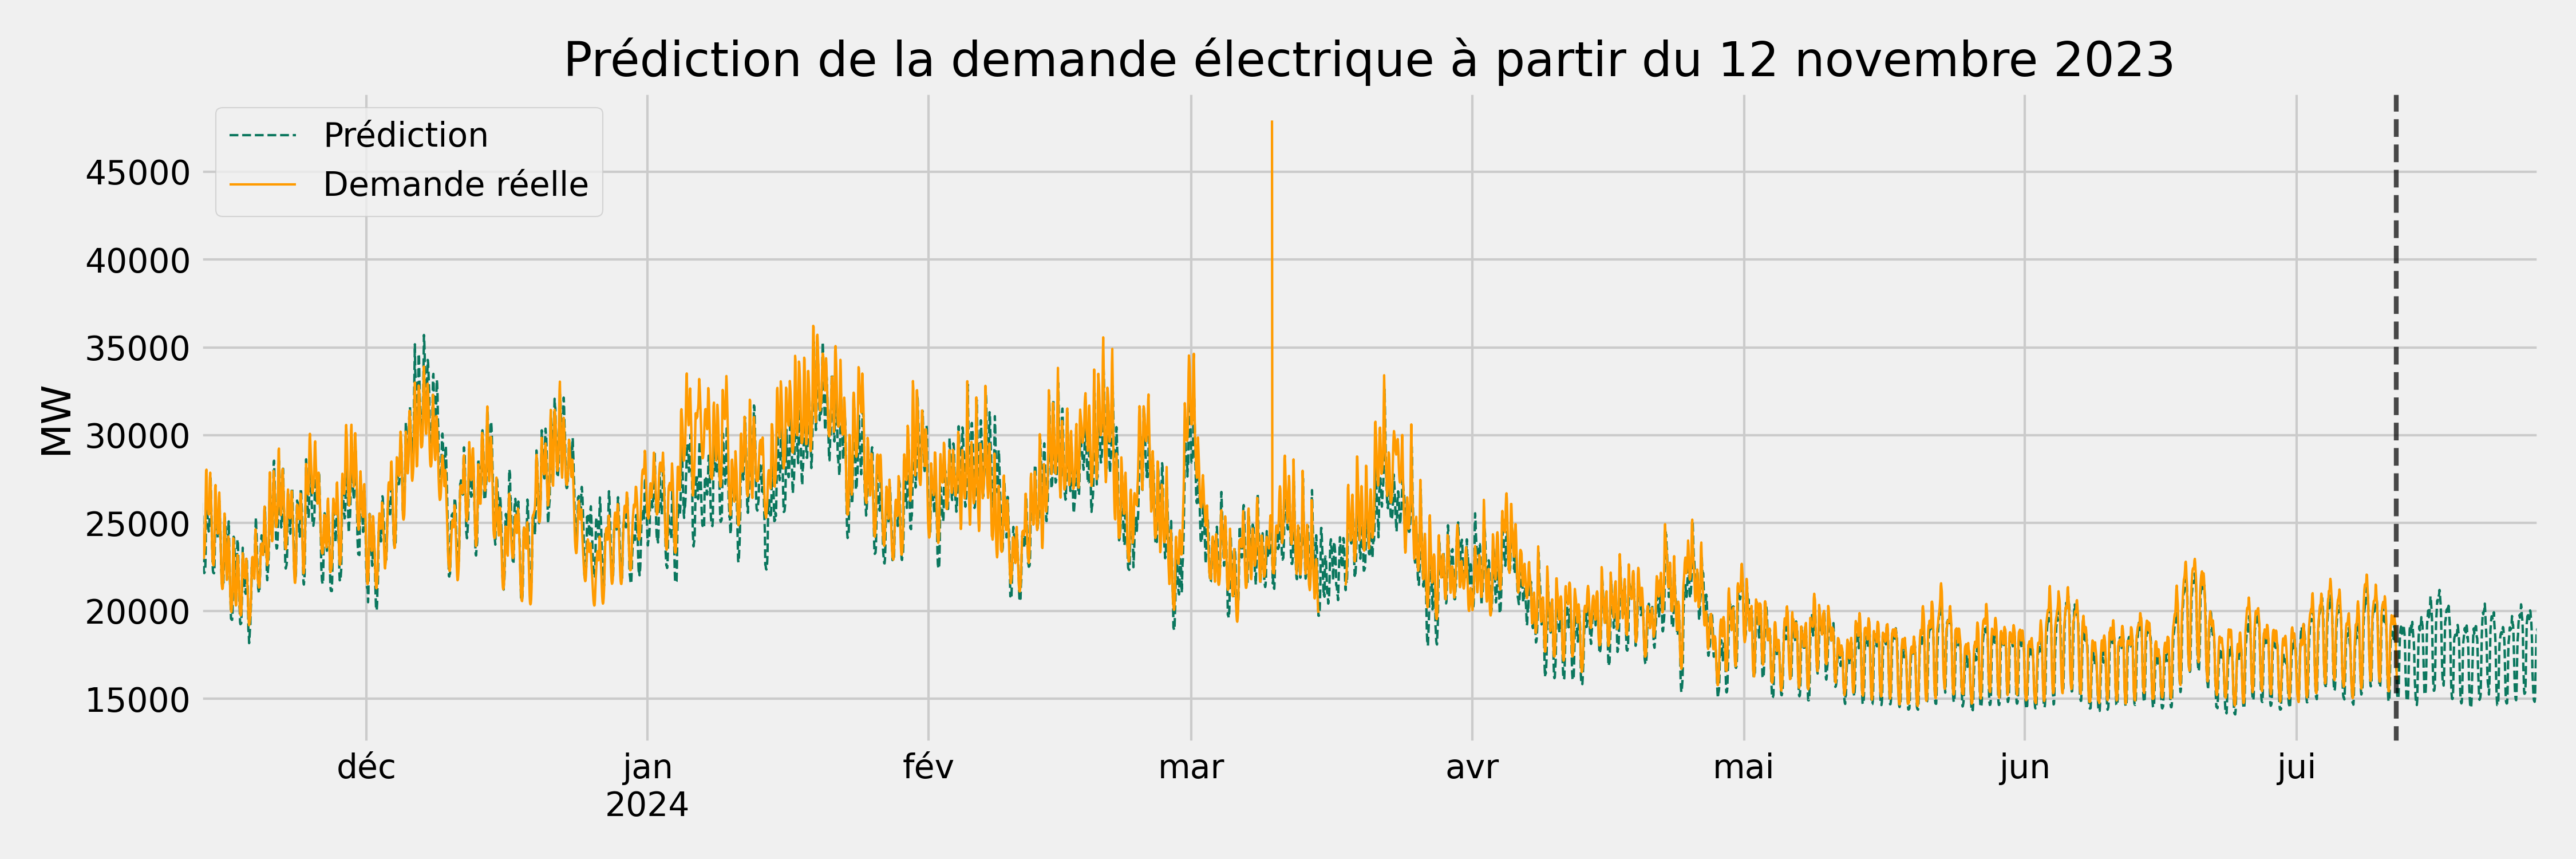 Prédiction de la demande électrique à partir du 12 novembre 2023
Prédiction
Demande réelle
MW
45000
40000
35000
30000
25000
20000
15000
déc
jan
2024
fév
mar
avr
mai
jun
jui